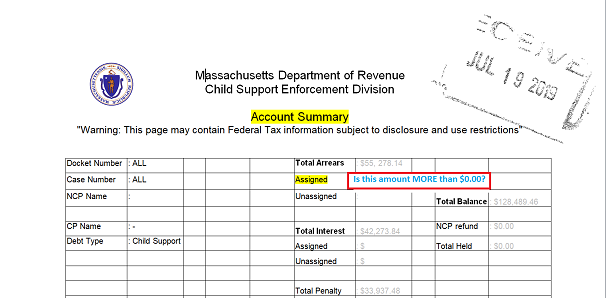 RECEIVED
JUL 19 2019
Massachusetts Department of Revenue
Child Support Enforcement Division
Account Summary
"Warning: This page may contain Federal Tax information subject to disclosure and use restrictions"
Docket Number : ALL Total Arrears $55, 278.14
Case Number : ALL Assigned Is this amount MORE than $0.00?
NCP Name : Unassigned Total Balance : $128,489.46
CP Name : - Total Interest $42,273.84 NCP refund : $0.00
Debt Type : Child Support Assigned $ Total Held : $0.00
Unassigned $
Total Penalty $33,937.48